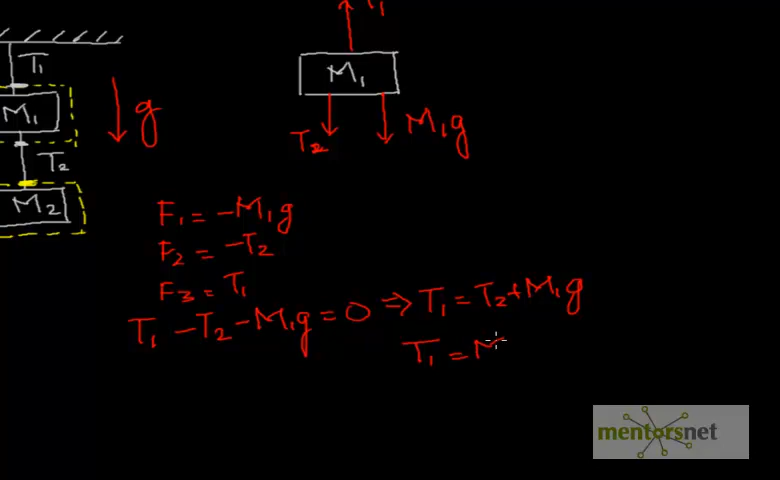 T₁
T₁
M₁
M₁
g
T₂
M₁g
T₂
M₂
F₁ = -M₁g
F₂ = -T₂
F₃ = T₁
T₁ - T₂ - M₁g = 0 ⇒ T₁ = T₂ + M₁g
T₁ = M
mentorsnet